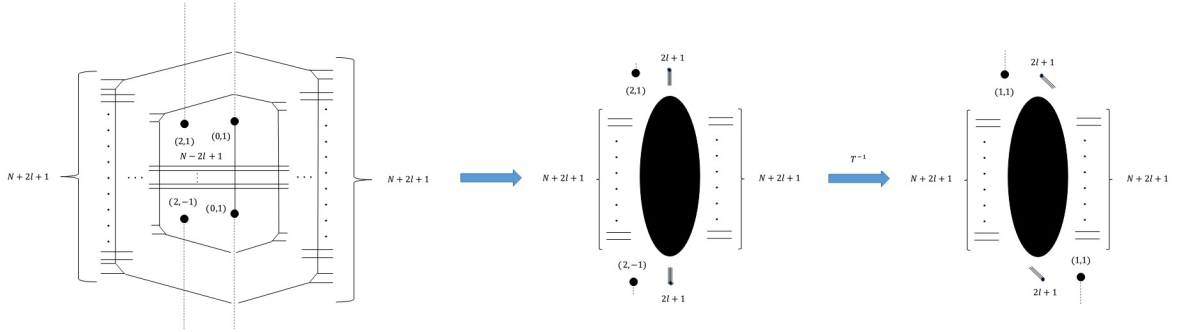 N + 2l + 1
(2,1)
(0,1)
N − 2l + 1
(2,−1)
(0,1)
N + 2l + 1
2l + 1
(2,1)
N + 2l + 1
N + 2l + 1
(2,−1)
2l + 1
T⁻¹
2l + 1
(1,1)
N + 2l + 1
N + 2l + 1
(1,1)
2l + 1